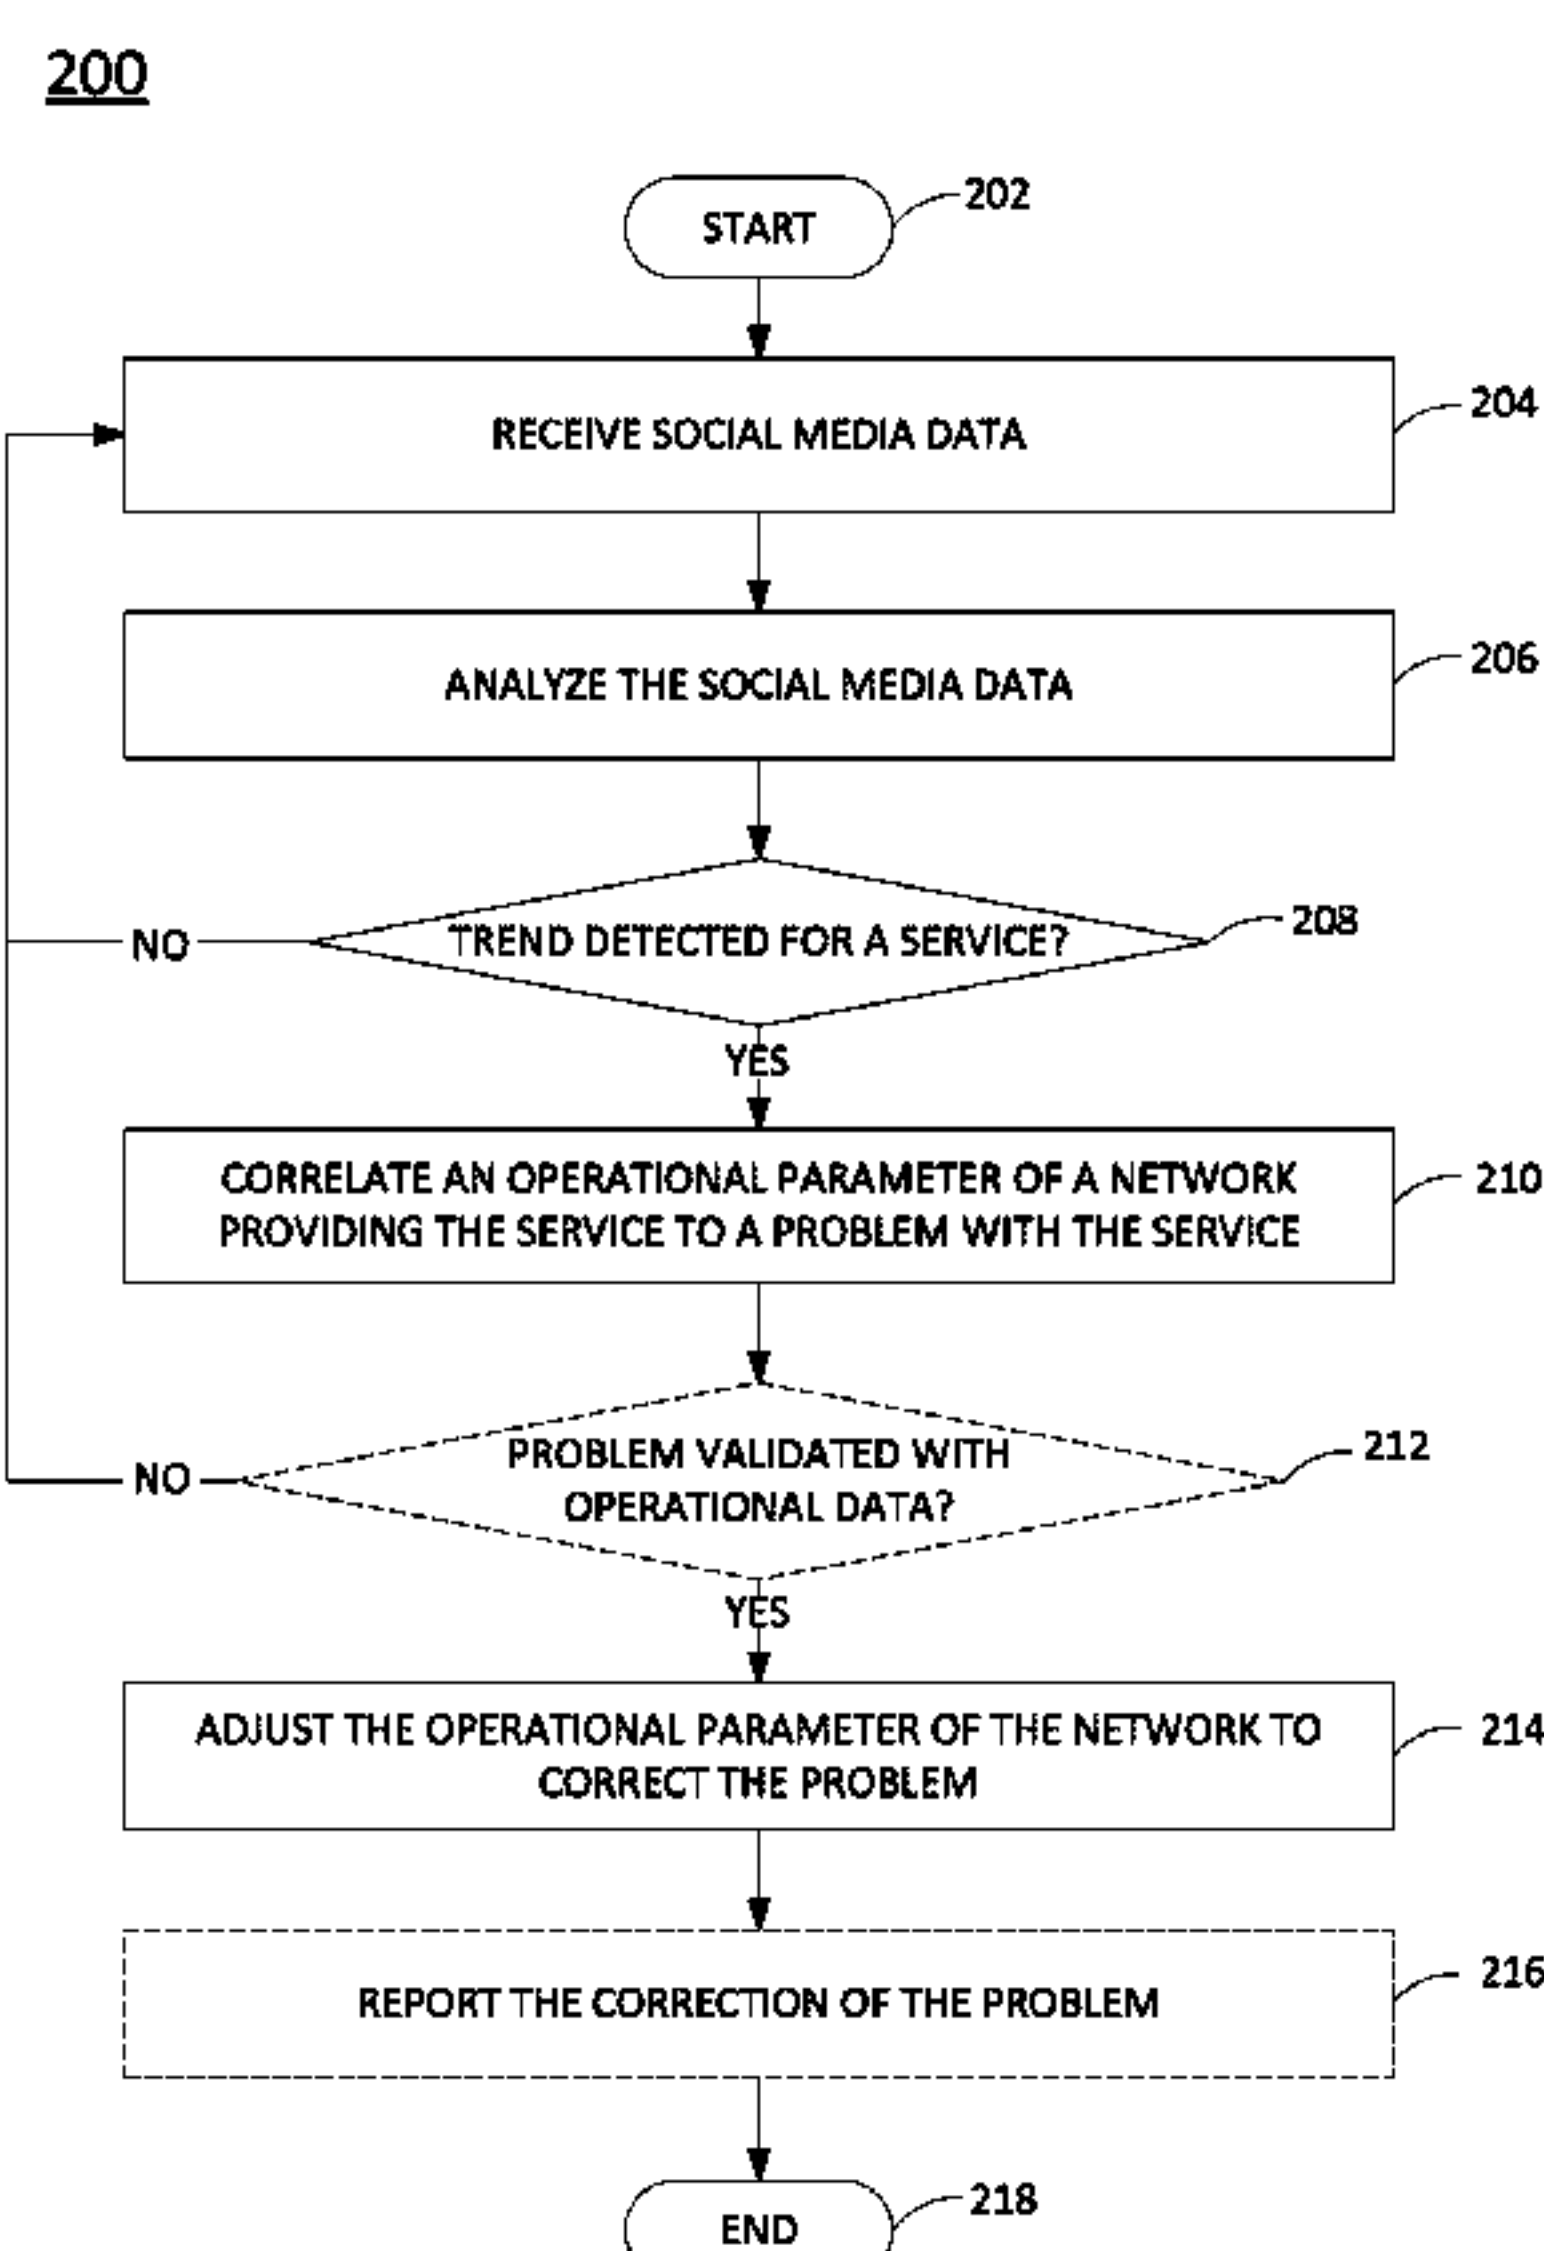 200
START
202
RECEIVE SOCIAL MEDIA DATA
204
ANALYZE THE SOCIAL MEDIA DATA
206
TREND DETECTED FOR A SERVICE?
208
NO
YES
CORRELATE AN OPERATIONAL PARAMETER OF A NETWORK
PROVIDING THE SERVICE TO A PROBLEM WITH THE SERVICE
210
PROBLEM VALIDATED WITH
OPERATIONAL DATA?
212
NO
YES
ADJUST THE OPERATIONAL PARAMETER OF THE NETWORK TO
CORRECT THE PROBLEM
214
REPORT THE CORRECTION OF THE PROBLEM
216
END
218